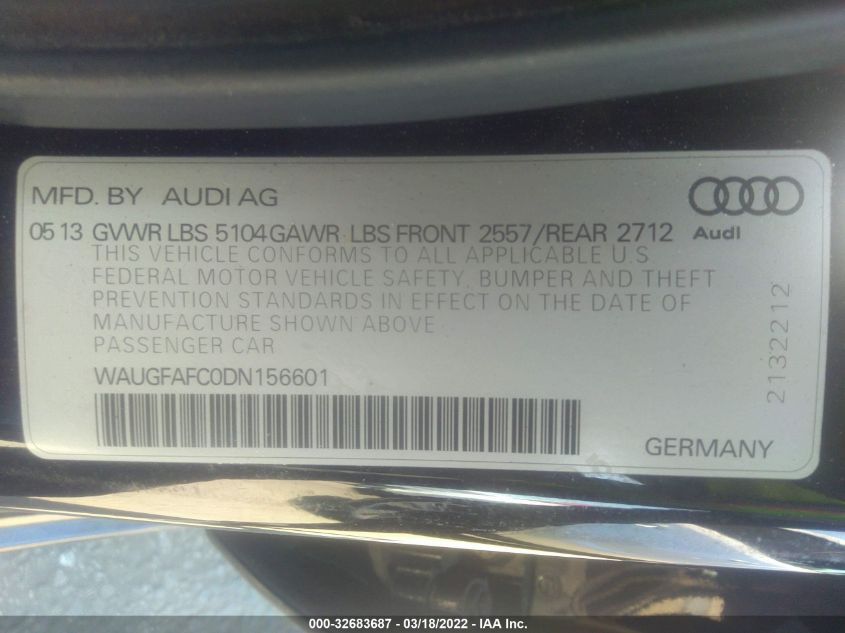 MFD. BY AUDI AG
05 13 GVWR LBS 5104 GAWR LBS FRONT 2557/REAR 2712
Audi
THIS VEHICLE CONFORMS TO ALL APPLICABLE U.S
FEDERAL MOTOR VEHICLE SAFETY, BUMPER AND THEFT
PREVENTION STANDARDS IN EFFECT ON THE DATE OF
MANUFACTURE SHOWN ABOVE
PASSENGER CAR
WAUGFAFC0DN156601
2132212
GERMANY
000-32683687 - 03/18/2022 - IAA Inc.